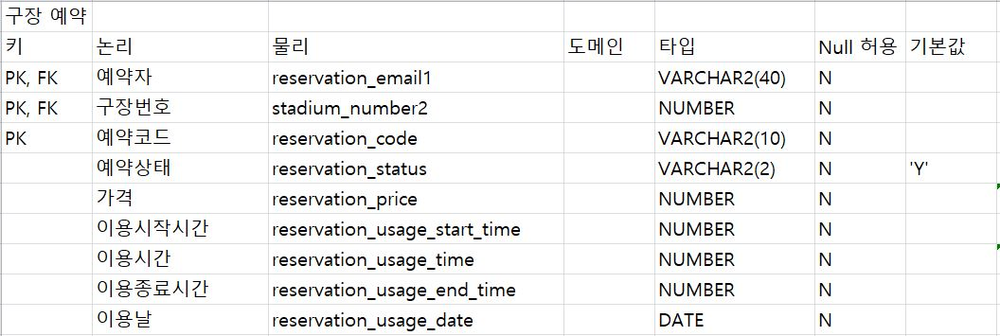 구장 예약
키 논리 물리 도메인 타입 Null 허용 기본값
PK, FK 예약자 reservation_email1 VARCHAR2(40) N
PK, FK 구장번호 stadium_number2 NUMBER N
PK 예약코드 reservation_code VARCHAR2(10) N
예약상태 reservation_status VARCHAR2(2) N 'Y'
가격 reservation_price NUMBER N
이용시작시간 reservation_usage_start_time NUMBER N
이용시간 reservation_usage_time NUMBER N
이용종료시간 reservation_usage_end_time NUMBER N
이용날 reservation_usage_date DATE N